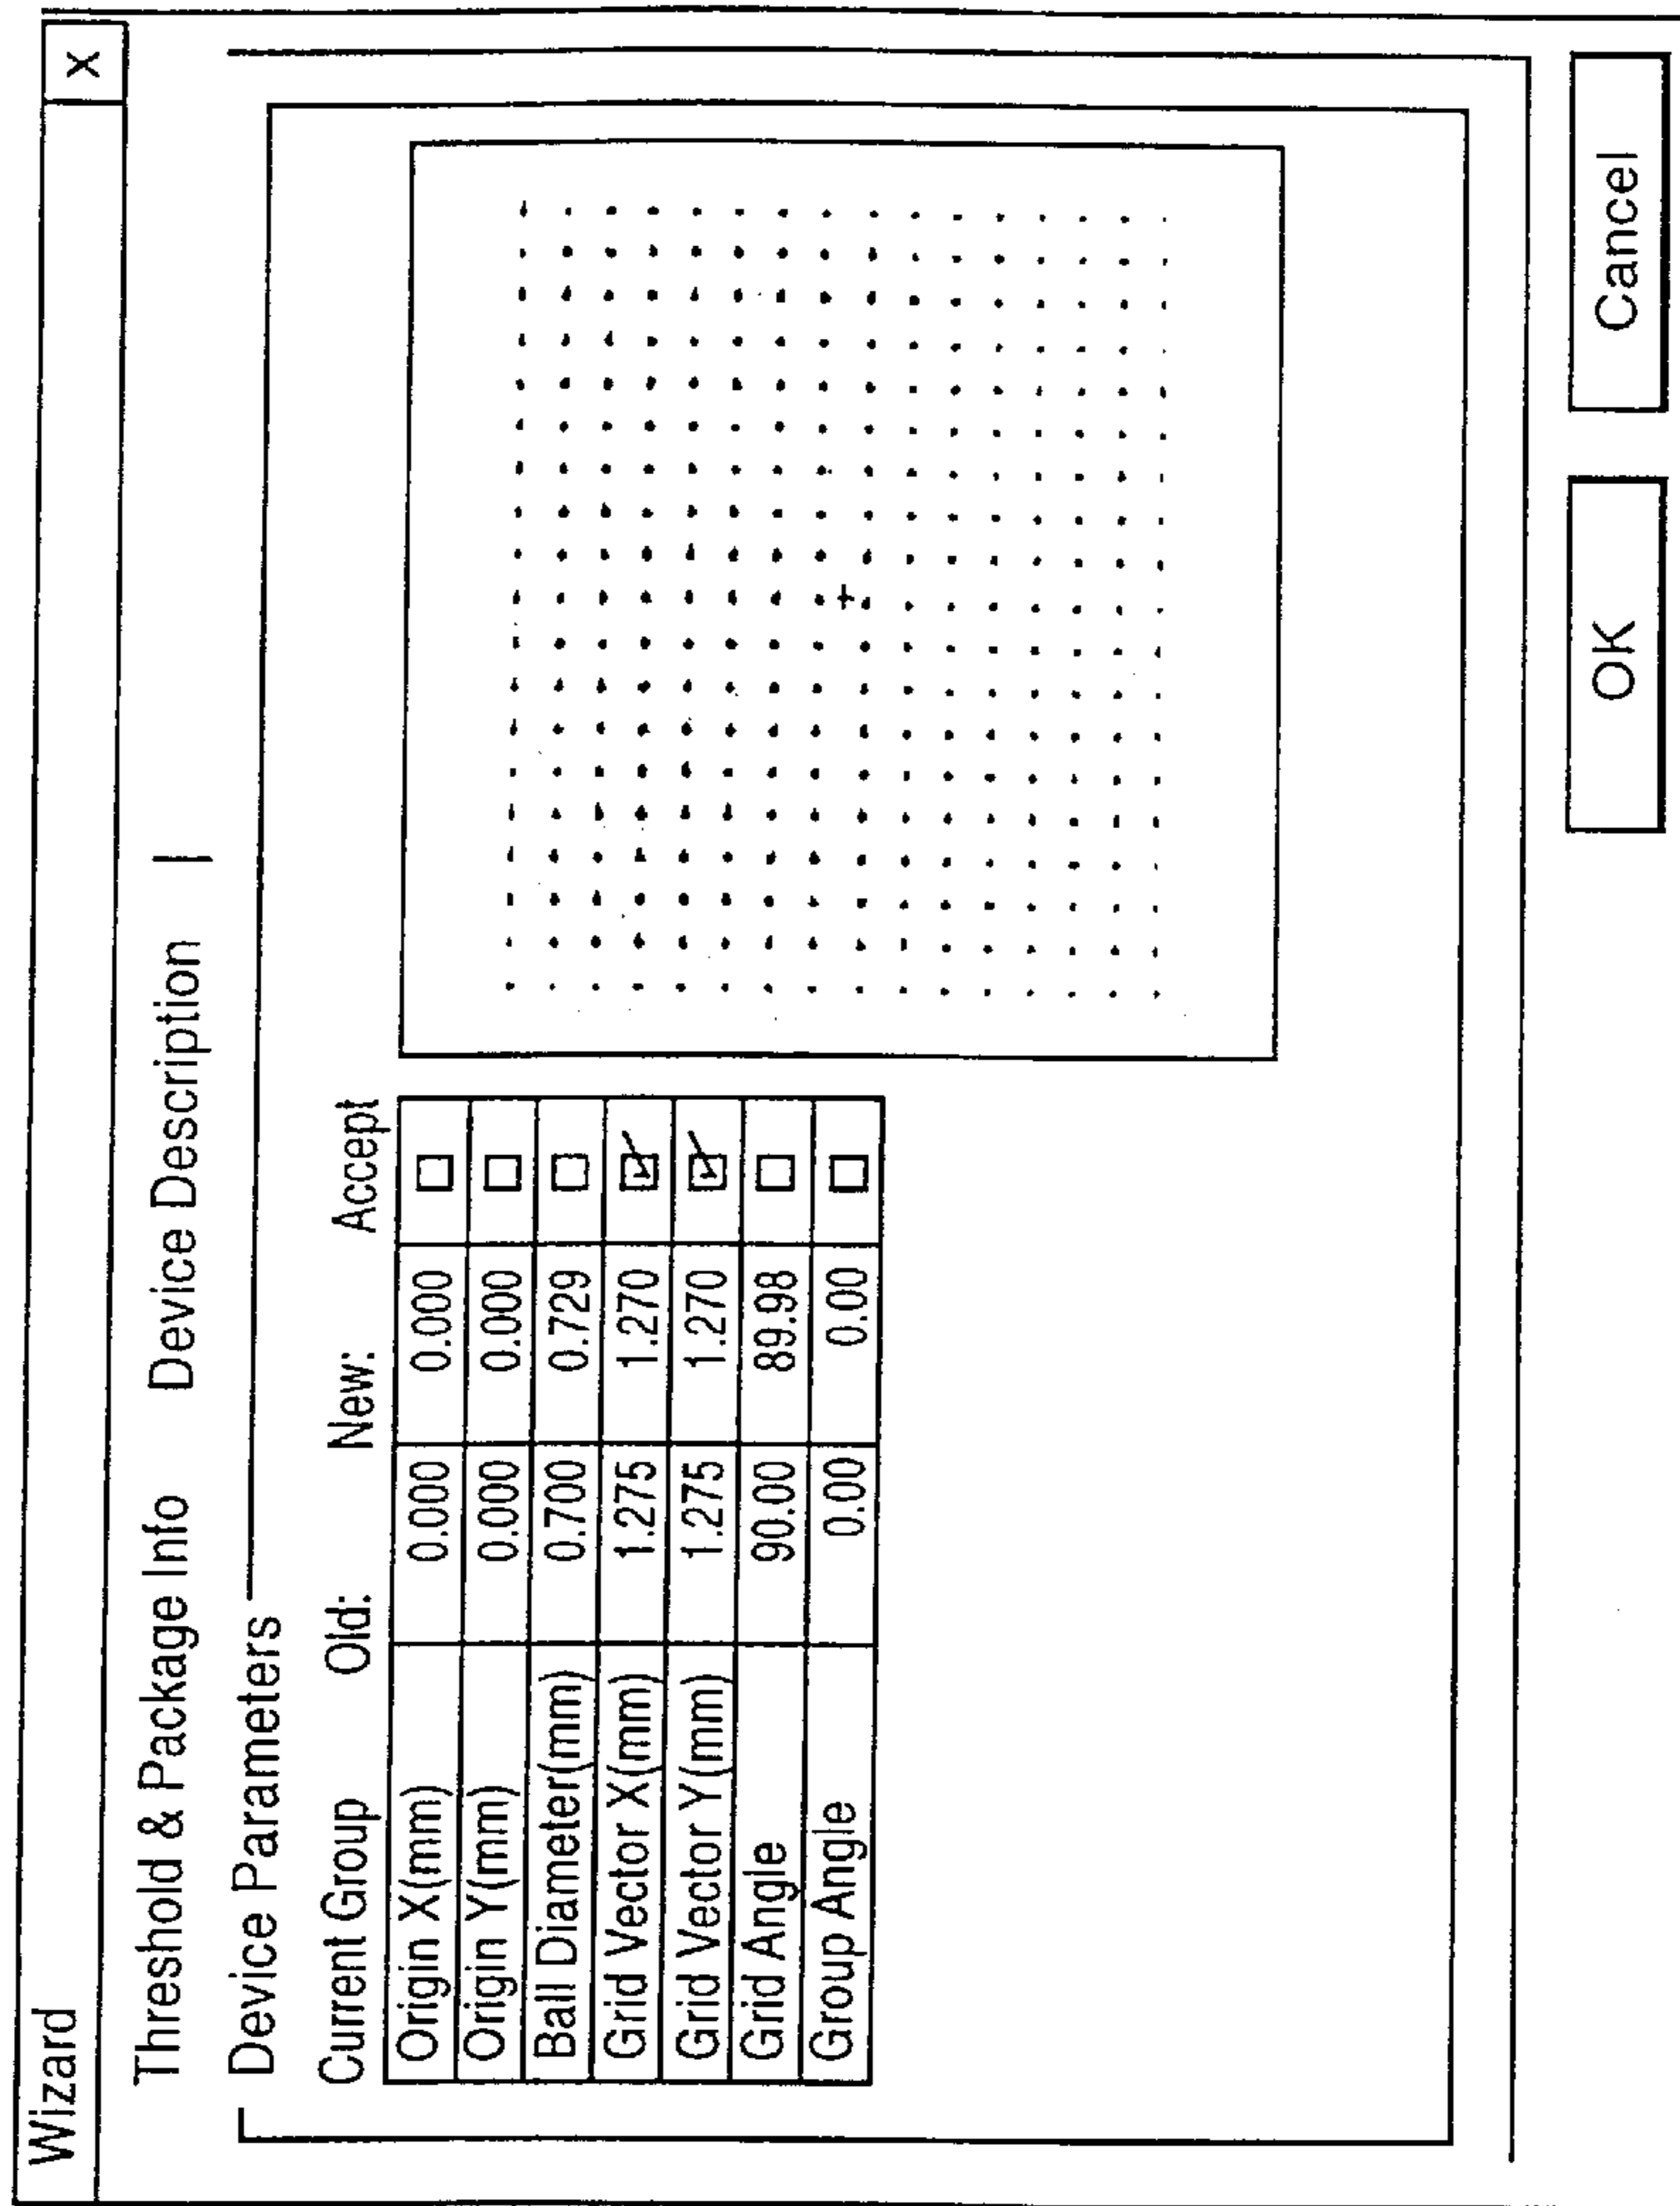 Wizard X
Threshold & Package Info Device Description
Device Parameters
Current Group Old: New: Accept
Origin X(mm) 0.000 0.000
Origin Y(mm) 0.000 0.000
Ball Diameter(mm) 0.700 0.729
Grid Vector X(mm) 1.275 1.270
Grid Vector Y(mm) 1.275 1.270
Grid Angle 90.00 89.98
Group Angle 0.00 0.00
OK Cancel